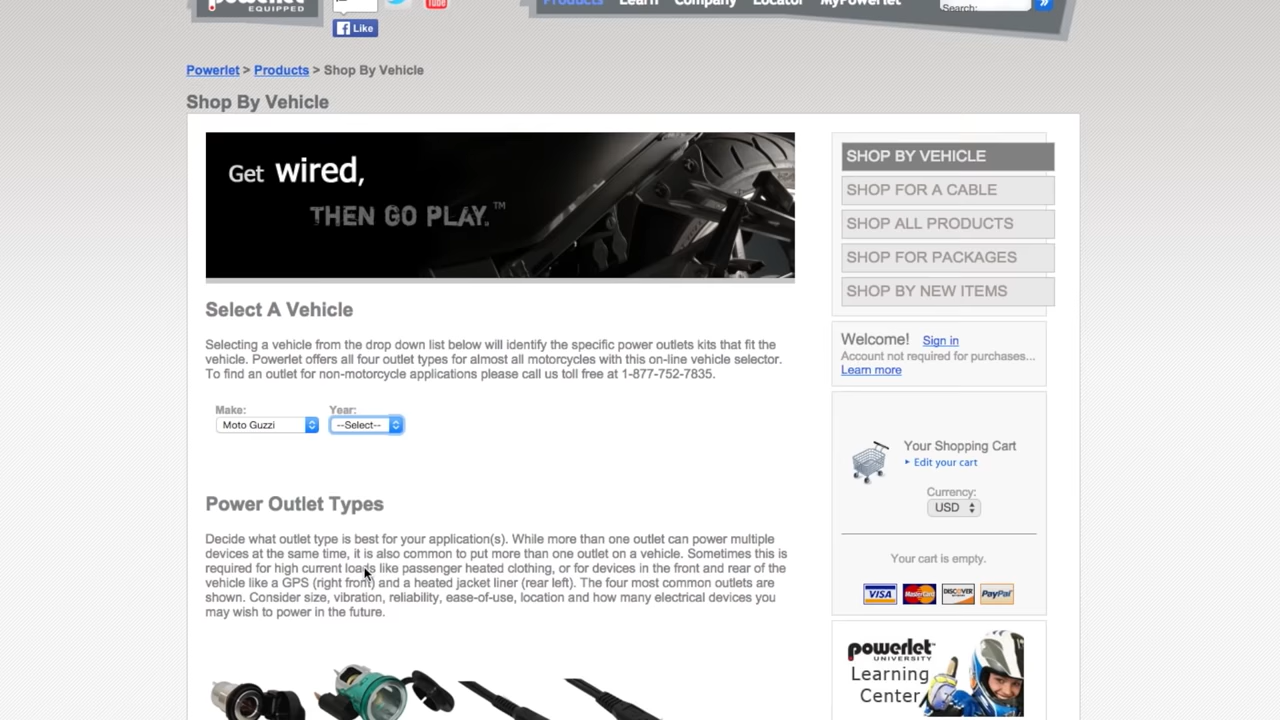 powerlet
EQUIPPED
Tube
Like
Products Learn Company Locator MyPowerlet
Search:
Powerlet > Products > Shop By Vehicle
Shop By Vehicle
Get wired,
THEN GO PLAY.™
Select A Vehicle
Selecting a vehicle from the drop down list below will identify the specific power outlets kits that fit the
vehicle. Powerlet offers all four outlet types for almost all motorcycles with this on-line vehicle selector.
To find an outlet for non-motorcycle applications please call us toll free at 1-877-752-7835.
Make: Year:
Moto Guzzi --Select--
Power Outlet Types
Decide what outlet type is best for your application(s). While more than one outlet can power multiple
devices at the same time, it is also common to put more than one outlet on a vehicle. Sometimes this is
required for high current loads like passenger heated clothing, or for devices in the front and rear of the
vehicle like a GPS (right front) and a heated jacket liner (rear left). The four most common outlets are
shown. Consider size, vibration, reliability, ease-of-use, location and how many electrical devices you
may wish to power in the future.
SHOP BY VEHICLE
SHOP FOR A CABLE
SHOP ALL PRODUCTS
SHOP FOR PACKAGES
SHOP BY NEW ITEMS
Welcome! Sign in
Account not required for purchases...
Learn more
Your Shopping Cart
Edit your cart
Currency:
USD
Your cart is empty.
VISA MasterCard DISCOVER PayPal
powerlet™
UNIVERSITY
Learning
Center